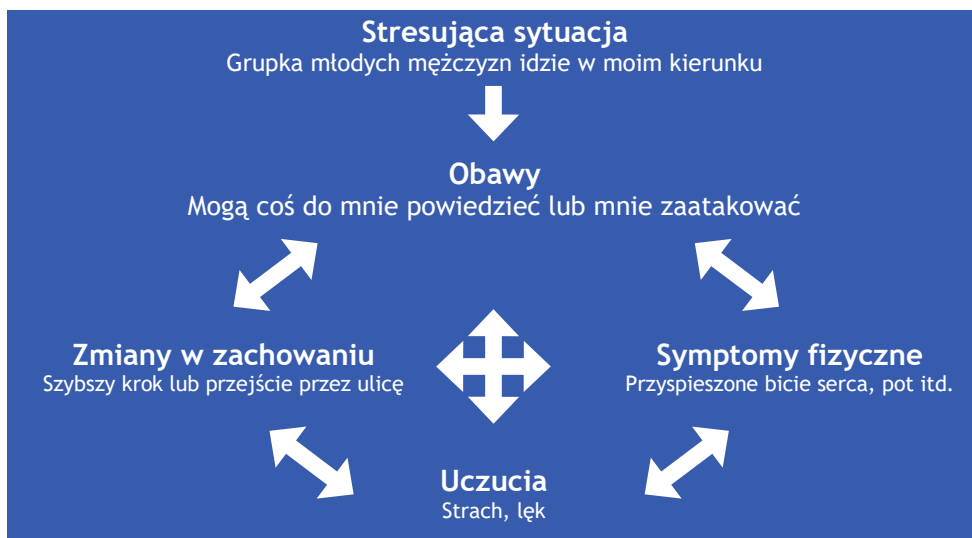 Stresująca sytuacja
Grupka młodych mężczyzn idzie w moim kierunku
Obawy
Mogą coś do mnie powiedzieć lub mnie zaatakować
Zmiany w zachowaniu
Szybszy krok lub przejście przez ulicę
Symptomy fizyczne
Przyspieszone bicie serca, pot itd.
Uczucia
Strach, lęk